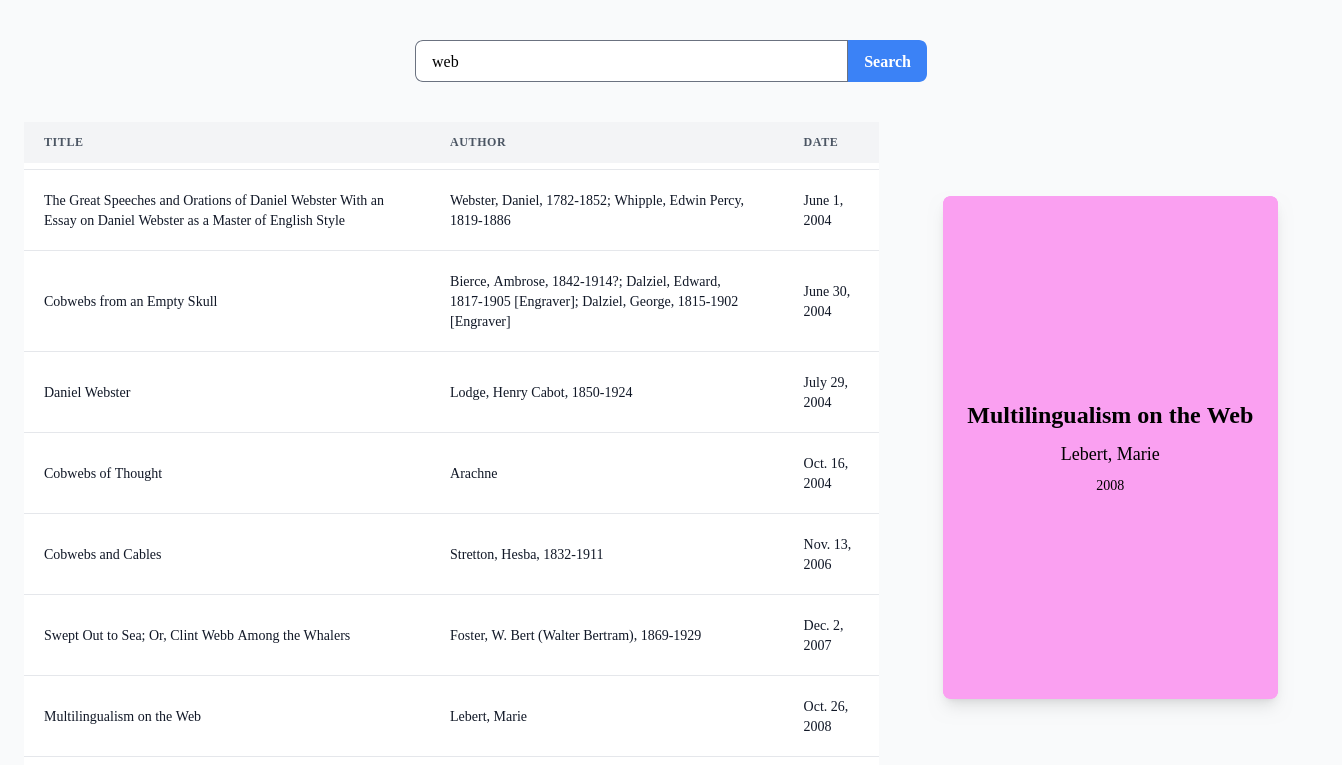 web
Search
TITLE
AUTHOR
DATE
The Great Speeches and Orations of Daniel Webster With an
Essay on Daniel Webster as a Master of English Style
Webster, Daniel, 1782-1852; Whipple, Edwin Percy,
1819-1886
June 1,
2004
Cobwebs from an Empty Skull
Bierce, Ambrose, 1842-1914?; Dalziel, Edward,
1817-1905 [Engraver]; Dalziel, George, 1815-1902
[Engraver]
June 30,
2004
Daniel Webster
Lodge, Henry Cabot, 1850-1924
July 29,
2004
Cobwebs of Thought
Arachne
Oct. 16,
2004
Cobwebs and Cables
Stretton, Hesba, 1832-1911
Nov. 13,
2006
Swept Out to Sea; Or, Clint Webb Among the Whalers
Foster, W. Bert (Walter Bertram), 1869-1929
Dec. 2,
2007
Multilingualism on the Web
Lebert, Marie
Oct. 26,
2008
Multilingualism on the Web
Lebert, Marie
2008